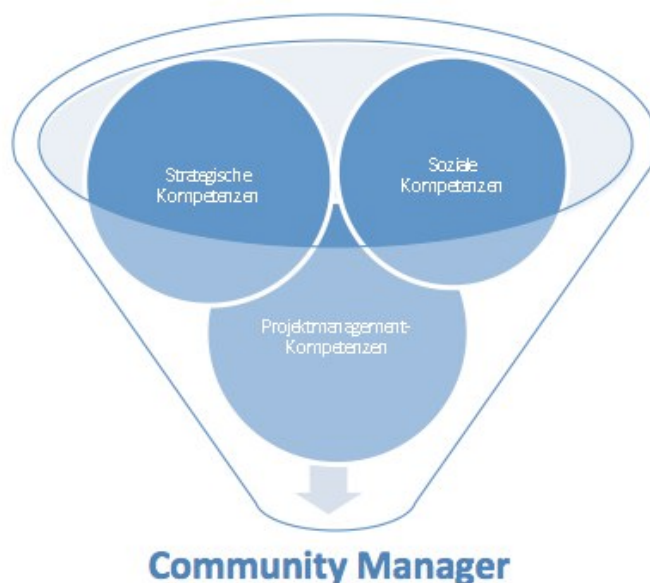 Strategische
Kompetenzen
Soziale
Kompetenzen
Projektmanagement-
Kompetenzen
Community Manager